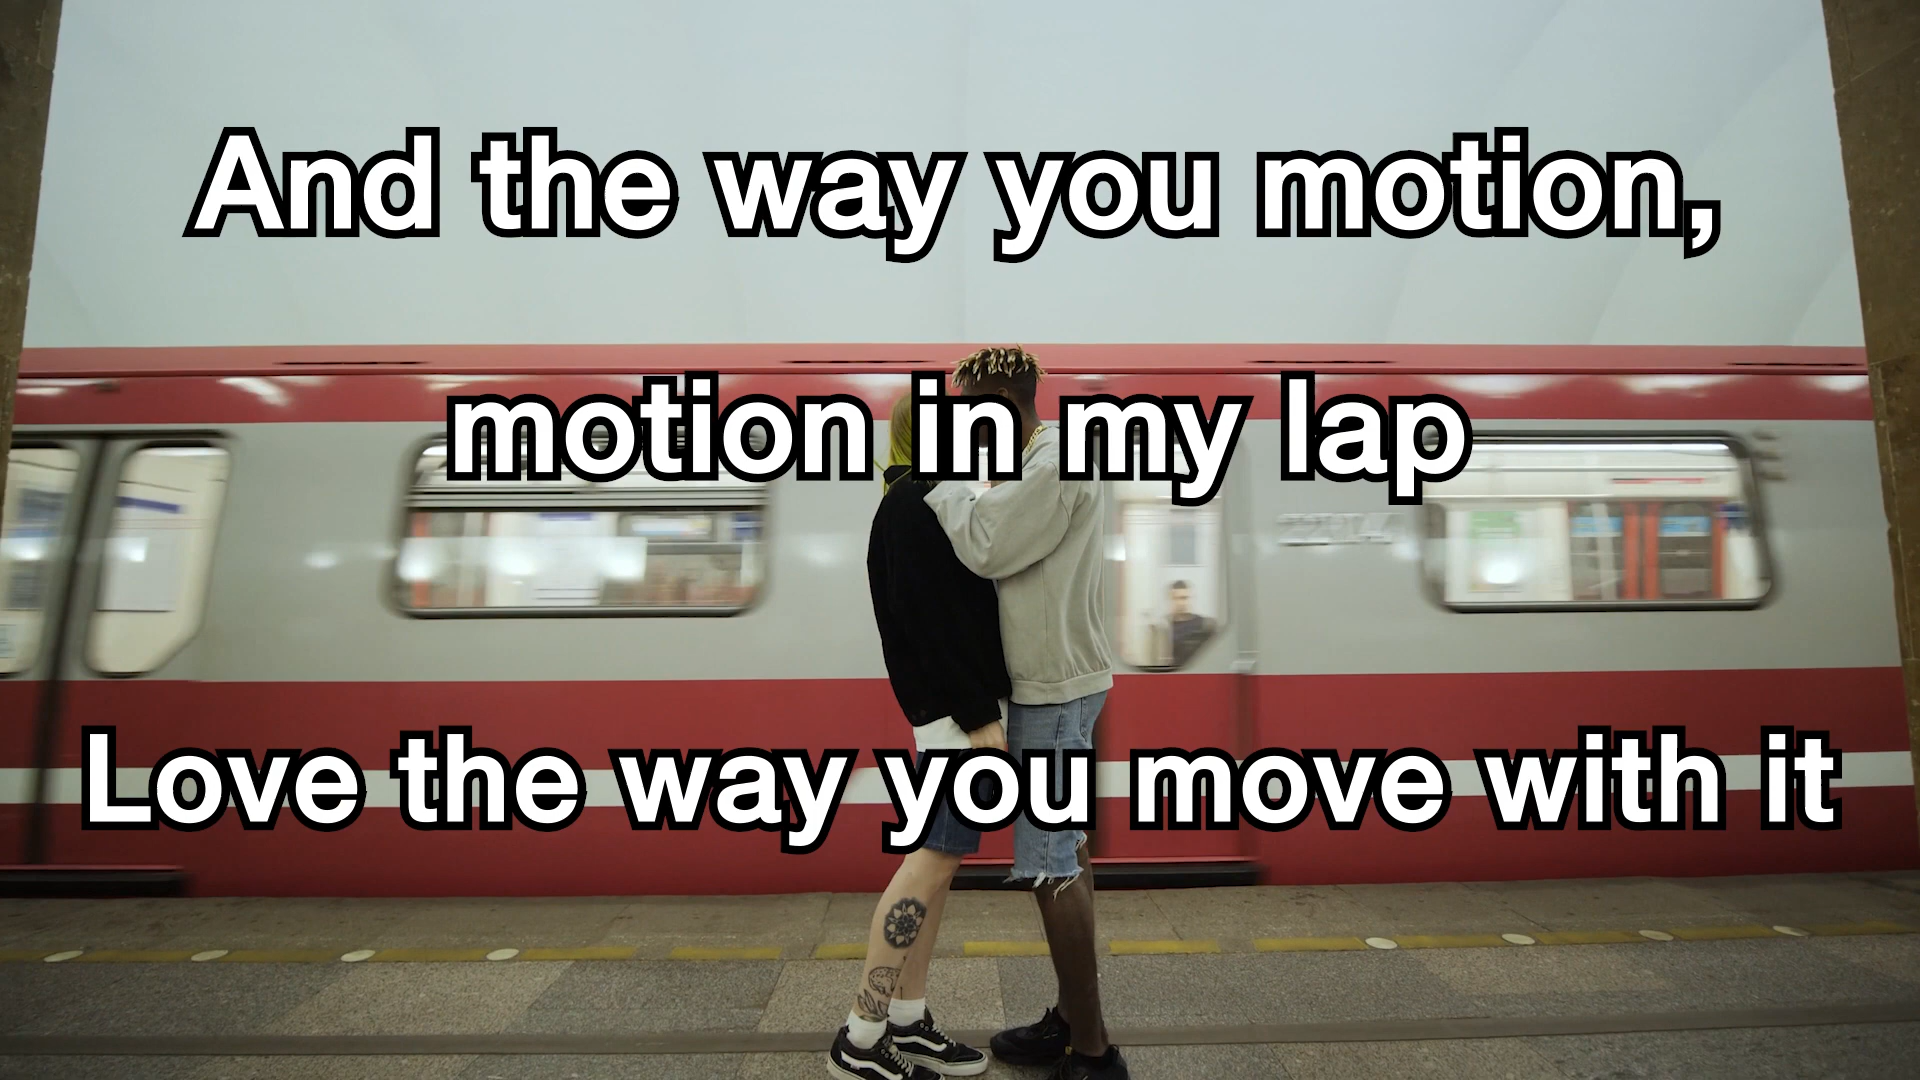 And the way you motion,
motion in my lap
Love the way you move with it